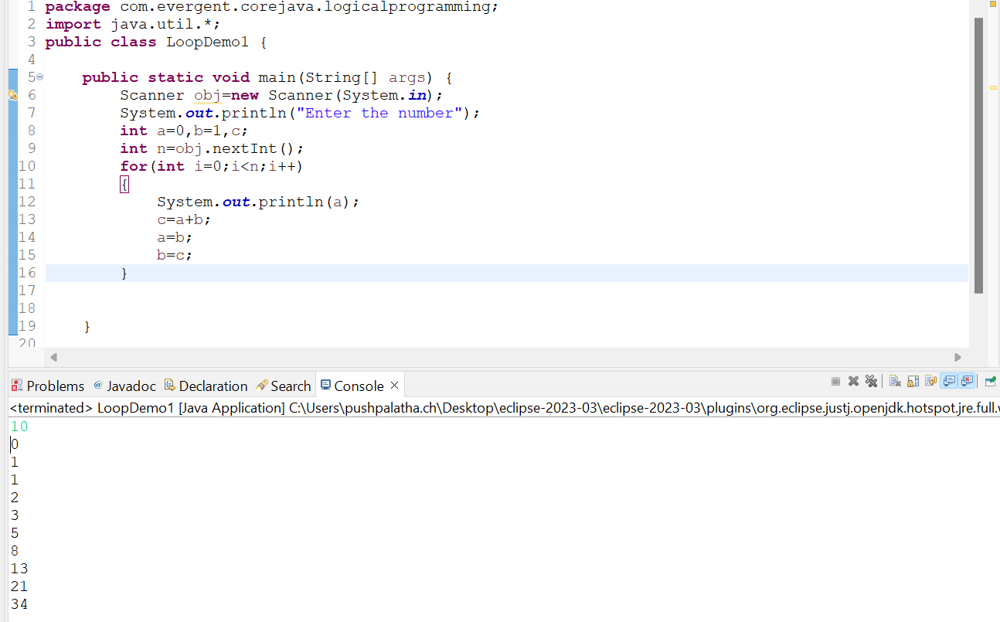 1 package com.evergent.corejava.logicalprogramming;
2 import java.util.*;
3 public class LoopDemo1 {
4
5 public static void main(String[] args) {
6 Scanner obj=new Scanner(System.in);
7 System.out.println("Enter the number");
8 int a=0,b=1,c;
9 int n=obj.nextInt();
10 for(int i=0;i<n;i++)
11 {
12 System.out.println(a);
13 c=a+b;
14 a=b;
15 b=c;
16 }
17
18
19 }
20
Problems @ Javadoc Declaration Search Console
<terminated> LoopDemo1 [Java Application] C:\Users\pushpalatha.ch\Desktop\eclipse-2023-03\eclipse-2023-03\plugins\org.eclipse.justj.openjdk.hotspot.jre.full.w
10
0
1
1
2
3
5
8
13
21
34